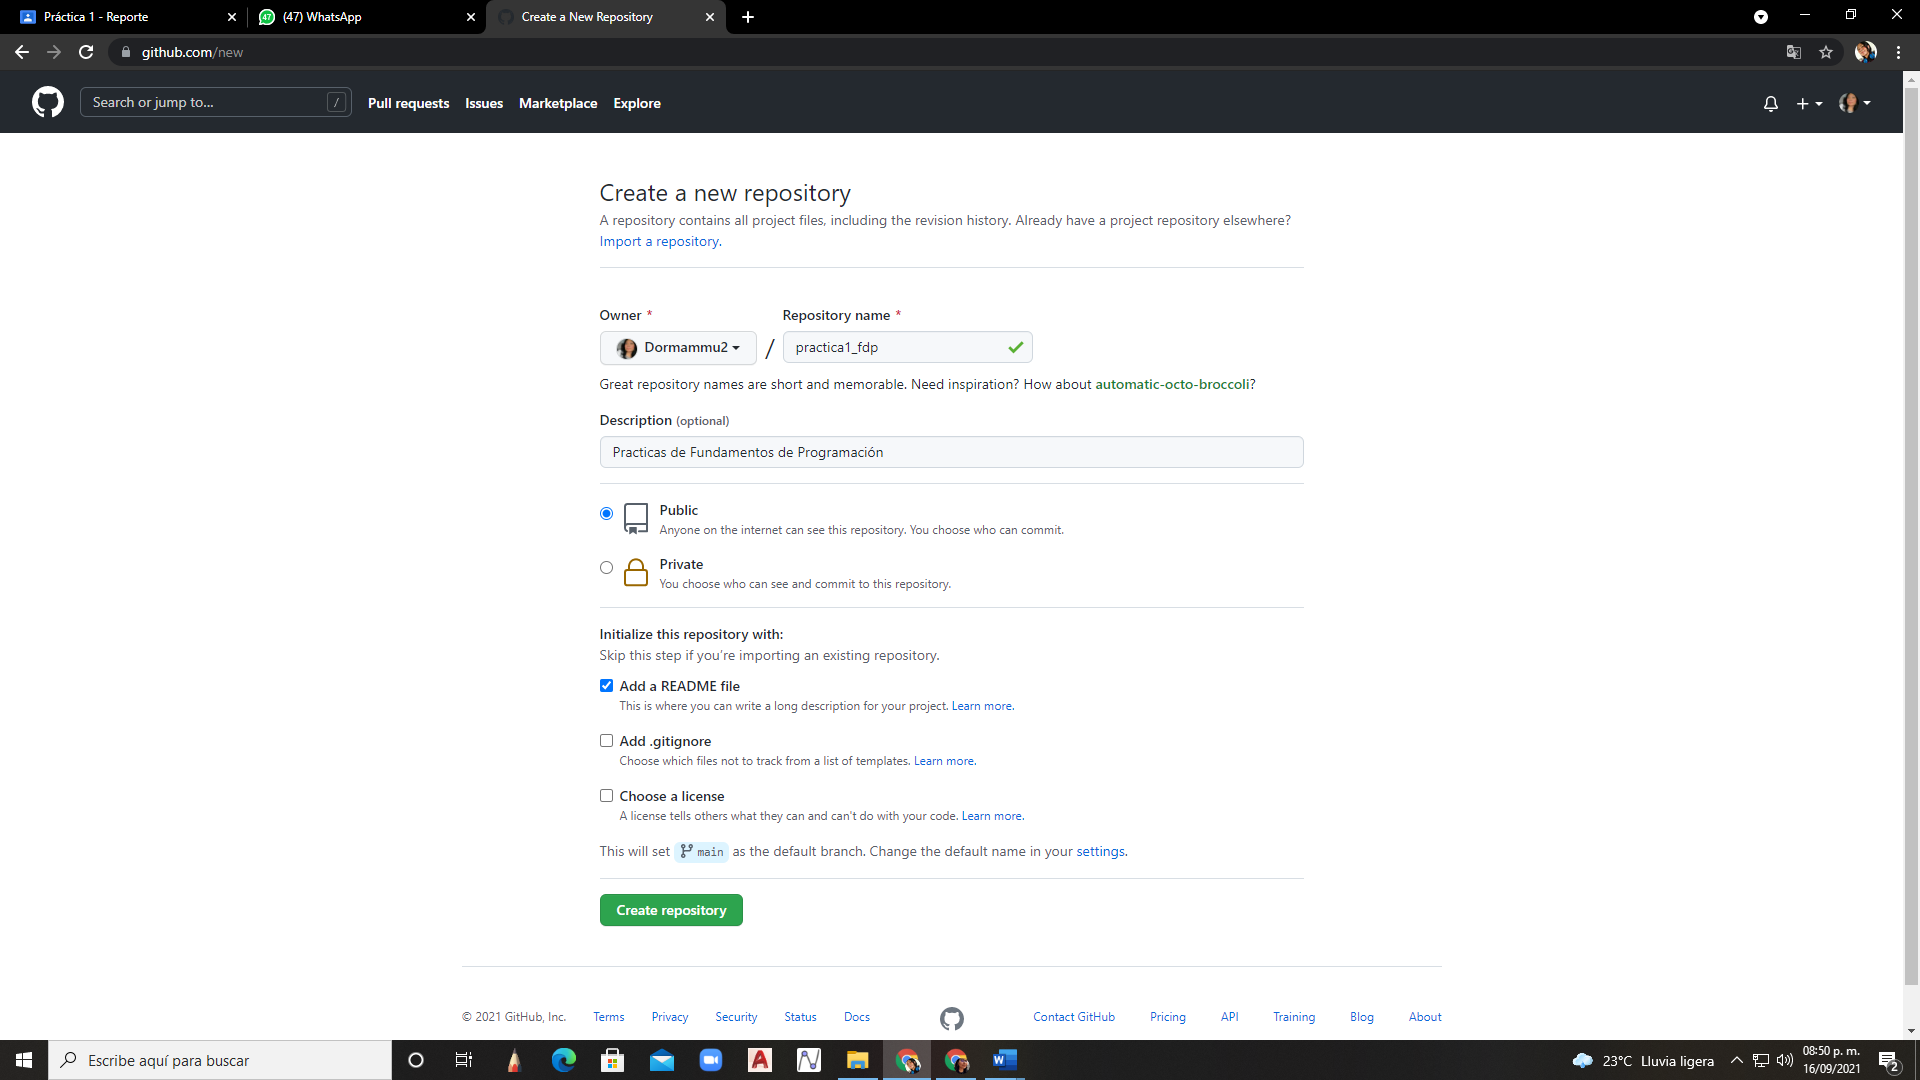 Práctica 1 - Reporte
47
(47) WhatsApp
Create a New Repository
github.com/new
Search or jump to...
/
Pull requests
Issues
Marketplace
Explore
Create a new repository
A repository contains all project files, including the revision history. Already have a project repository elsewhere?
Import a repository.
Owner *
Repository name *
Dormammu2
/
practica1_fdp
Great repository names are short and memorable. Need inspiration? How about automatic-octo-broccoli?
Description (optional)
Practicas de Fundamentos de Programación
Public
Anyone on the internet can see this repository. You choose who can commit.
Private
You choose who can see and commit to this repository.
Initialize this repository with:
Skip this step if you're importing an existing repository.
Add a README file
This is where you can write a long description for your project. Learn more.
Add .gitignore
Choose which files not to track from a list of templates. Learn more.
Choose a license
A license tells others what they can and can't do with your code. Learn more.
This will set main as the default branch. Change the default name in your settings.
Create repository
© 2021 GitHub, Inc.
Terms
Privacy
Security
Status
Docs
Contact GitHub
Pricing
API
Training
Blog
About
Escribe aquí para buscar
23°C Lluvia ligera
08:50 p. m.
16/09/2021
2